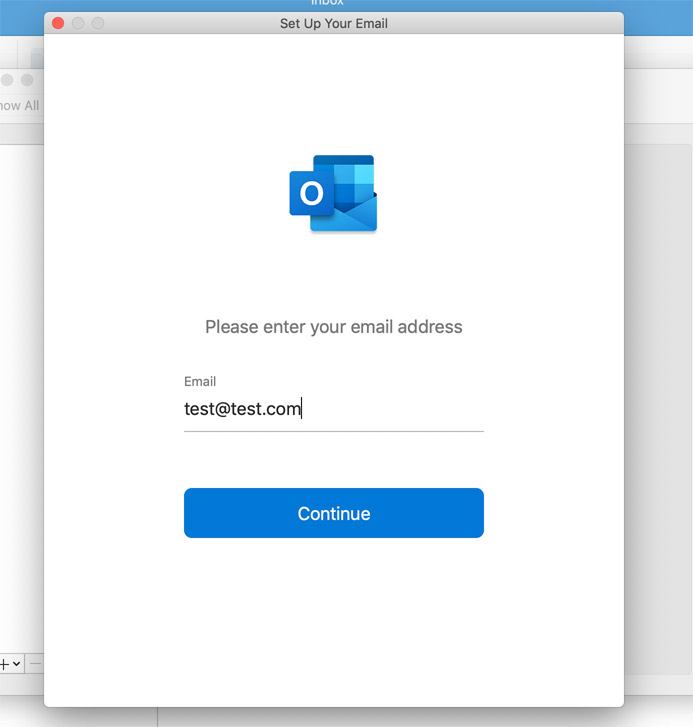 Inbox
Set Up Your Email
how All
O
Please enter your email address
Email
test@test.com
Continue